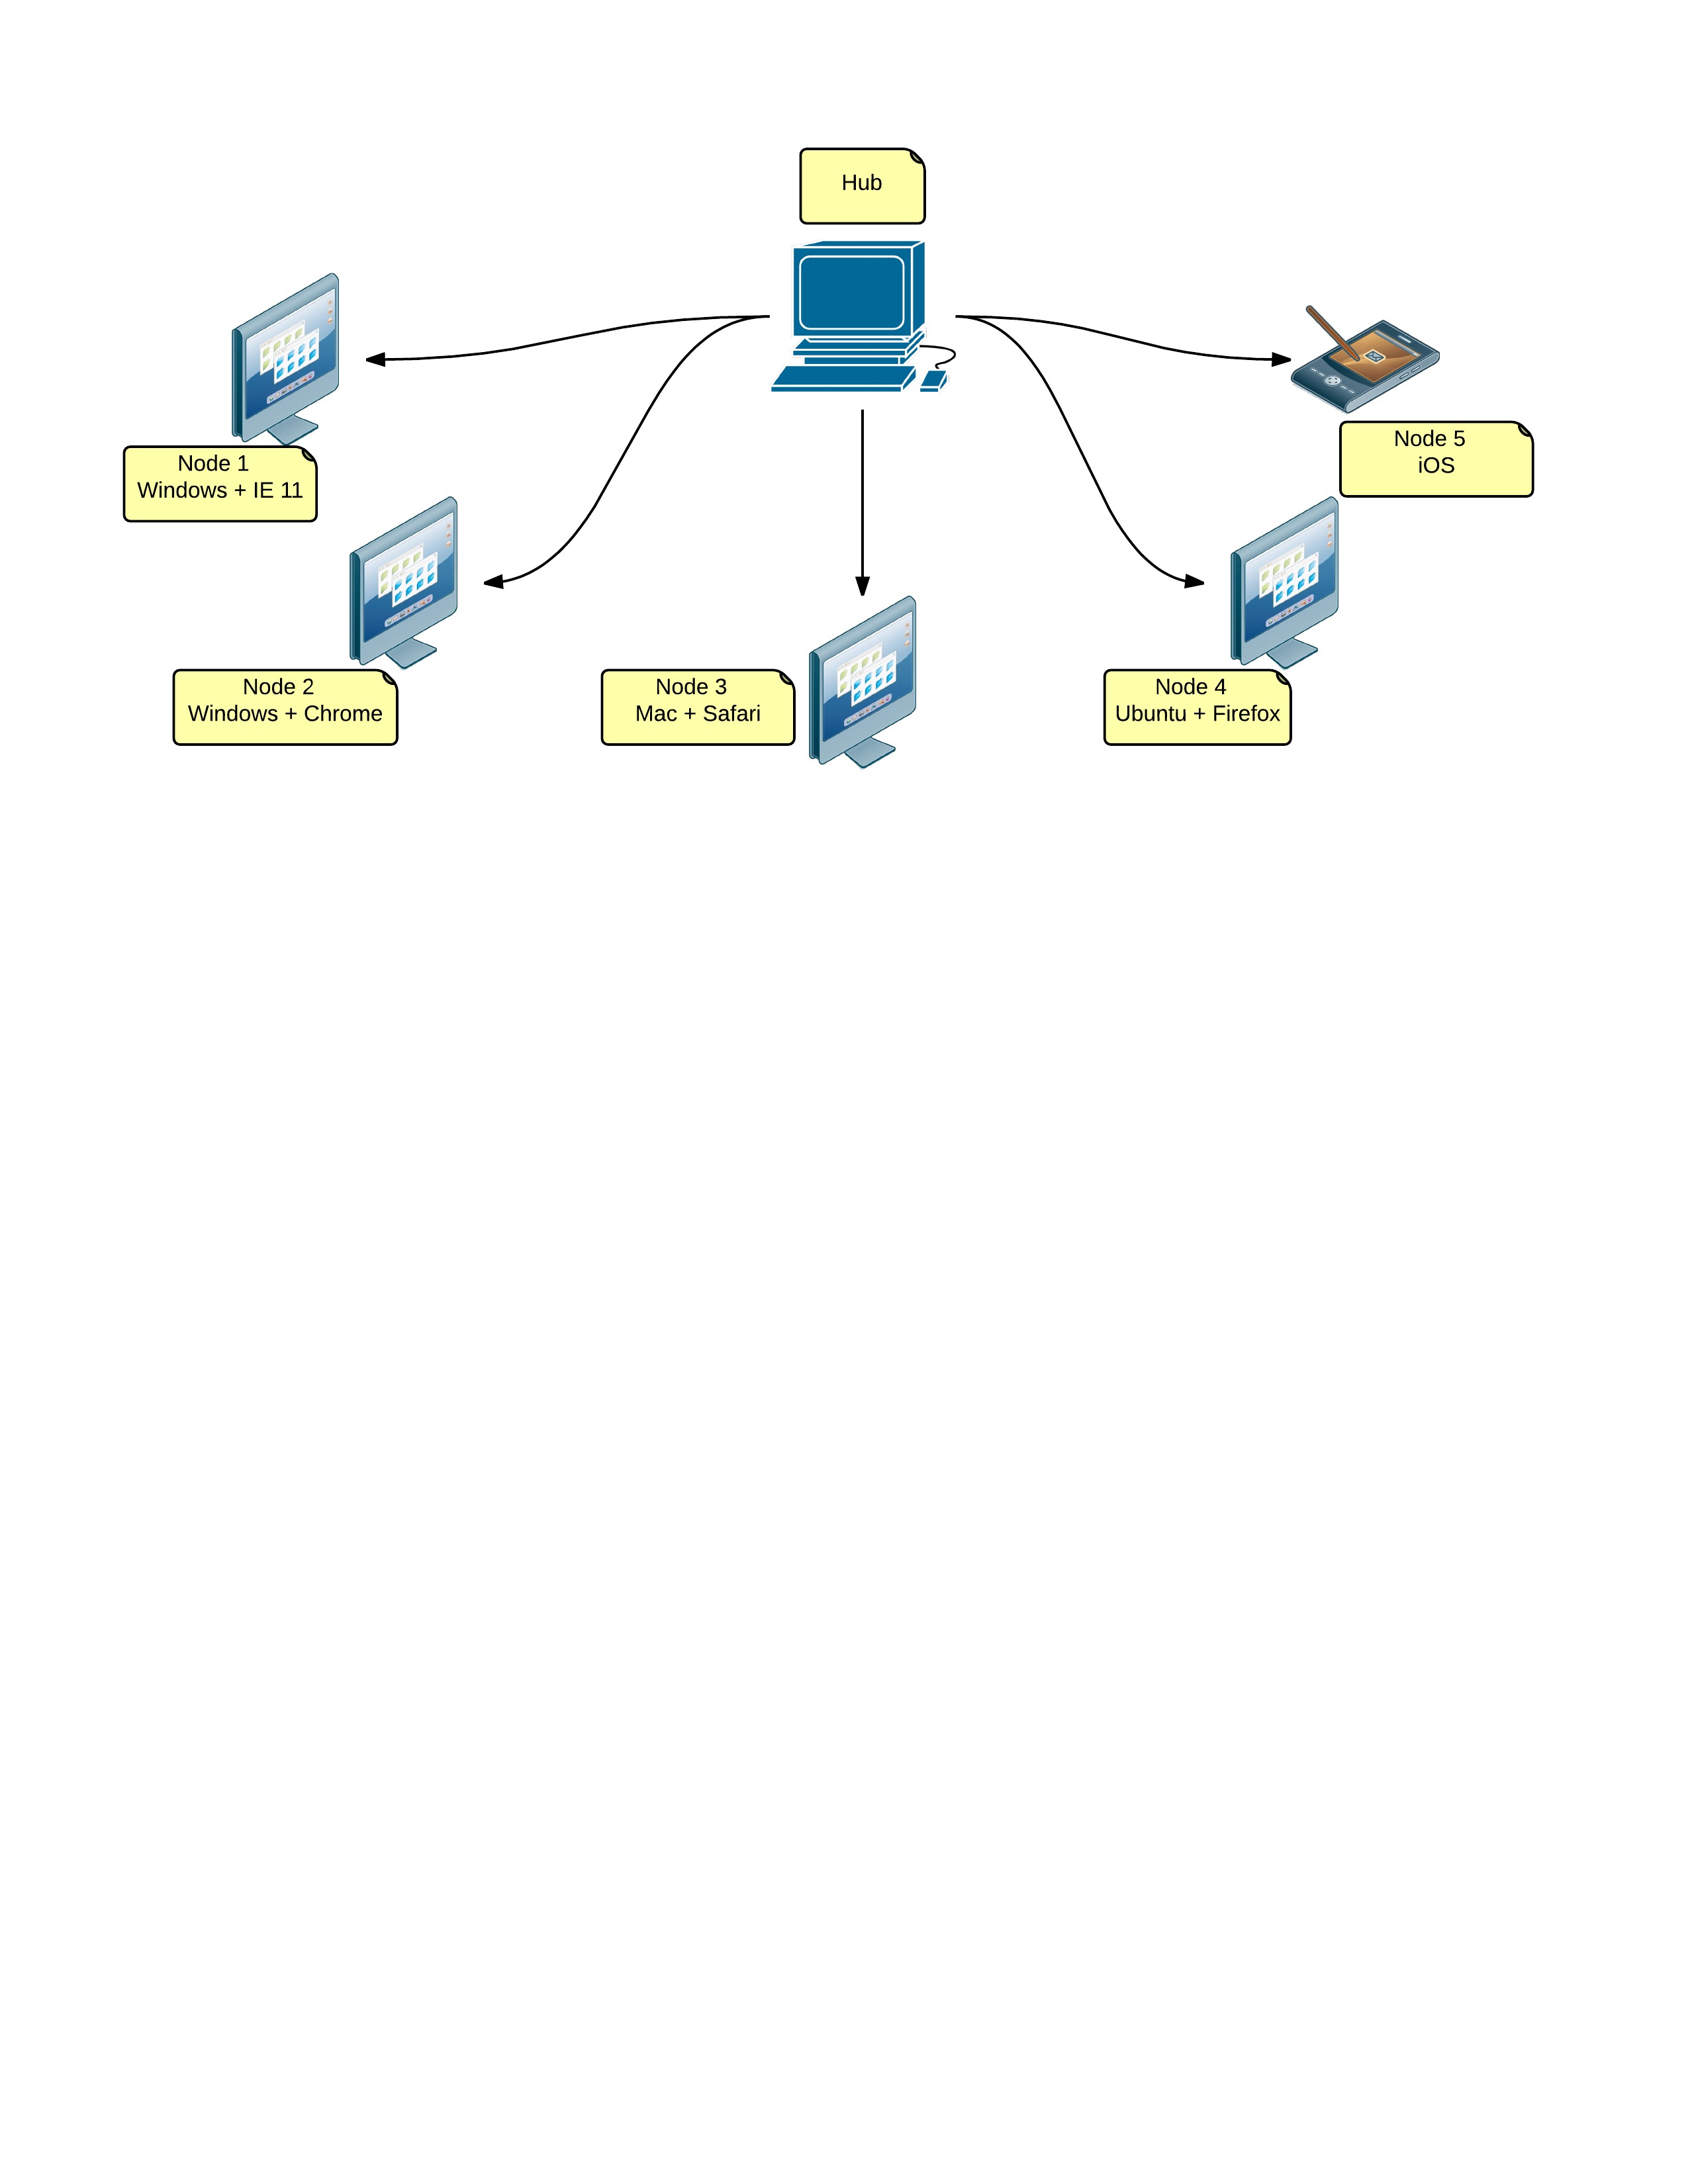 Hub
Node 1
Windows + IE 11
Node 5
iOS
Node 2
Windows + Chrome
Node 3
Mac + Safari
Node 4
Ubuntu + Firefox